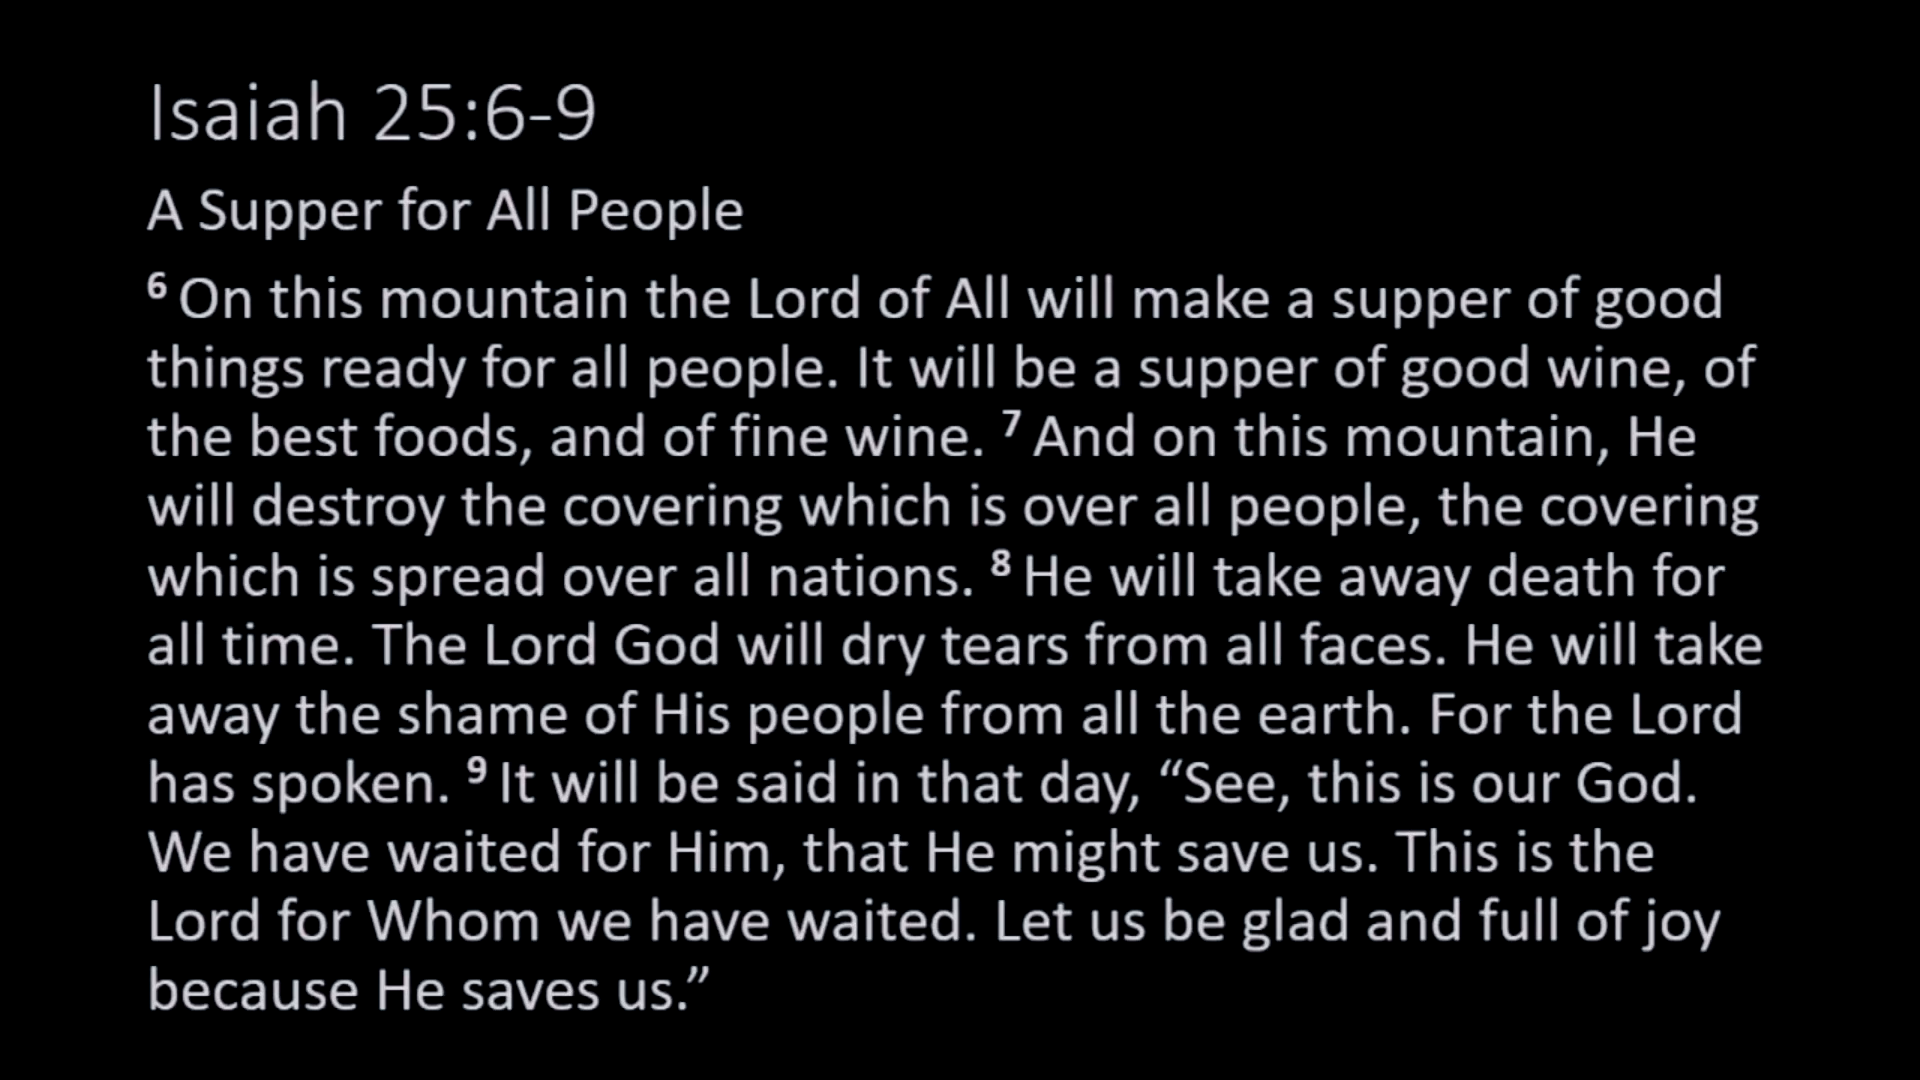 Isaiah 25:6-9
A Supper for All People
⁶ On this mountain the Lord of All will make a supper of good
things ready for all people. It will be a supper of good wine, of
the best foods, and of fine wine. ⁷ And on this mountain, He
will destroy the covering which is over all people, the covering
which is spread over all nations. ⁸ He will take away death for
all time. The Lord God will dry tears from all faces. He will take
away the shame of His people from all the earth. For the Lord
has spoken. ⁹ It will be said in that day, “See, this is our God.
We have waited for Him, that He might save us. This is the
Lord for Whom we have waited. Let us be glad and full of joy
because He saves us.”